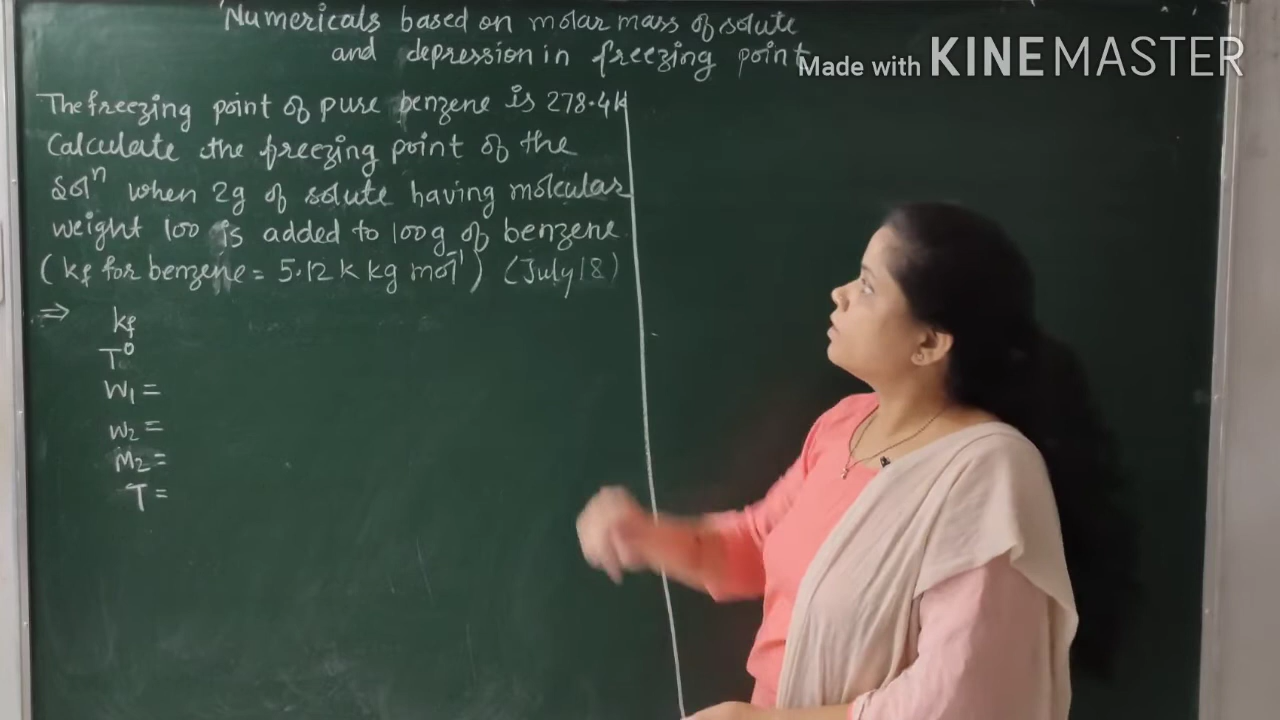 Numericals based on molar mass of solute
and depression in freezing point
Made with KINEMASTER
The freezing point of pure benzene is 278.4K
Calculate the freezing point of the
Solⁿ when 2g of solute having molcular
weight 100 is added to 100g of benzene
(kf for benzene = 5.12 k kg mol⁻¹) (July 18)
⇒ kf
T⁰
W₁ =
W₂ =
M₂ =
T =